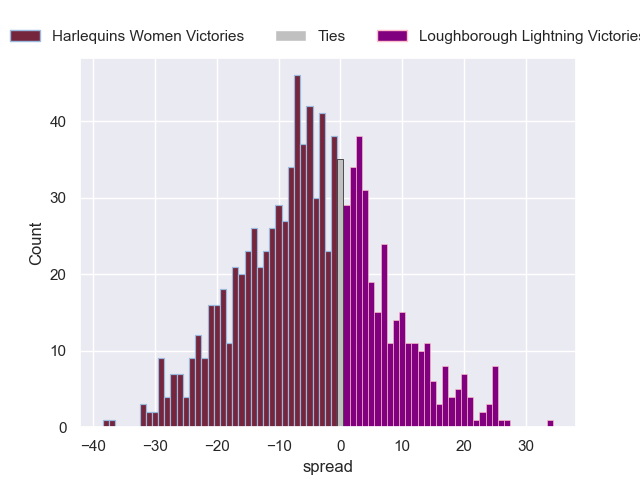 Harlequins Women Victories Ties Loughborough Lightning Victories
40
30
20
10
0
Count
−40 −30 −20 −10 0 10 20 30
spread